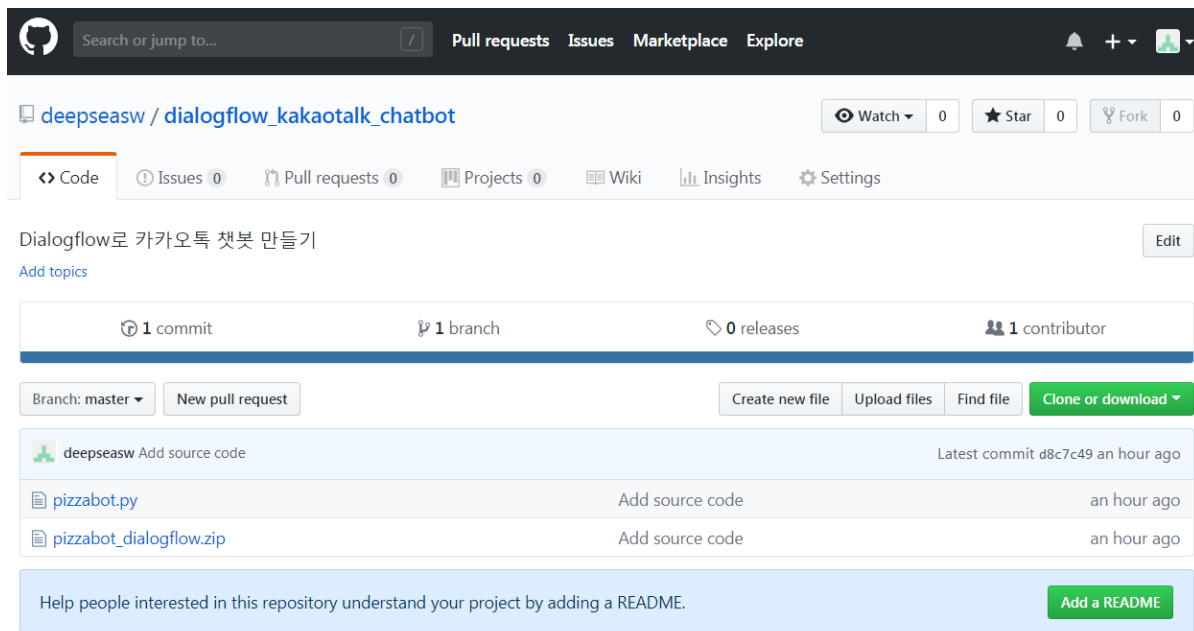 Search or jump to... / Pull requests Issues Marketplace Explore
deepseasw / dialogflow_kakaotalk_chatbot Watch 0 Star 0 Fork 0
Code Issues 0 Pull requests 0 Projects 0 Wiki Insights Settings
Dialogflow로 카카오톡 챗봇 만들기 Edit
Add topics
1 commit 1 branch 0 releases 1 contributor
Branch: master New pull request Create new file Upload files Find file Clone or download
deepseasw Add source code Latest commit d8c7c49 an hour ago
pizzabot.py Add source code an hour ago
pizzabot_dialogflow.zip Add source code an hour ago
Help people interested in this repository understand your project by adding a README. Add a README